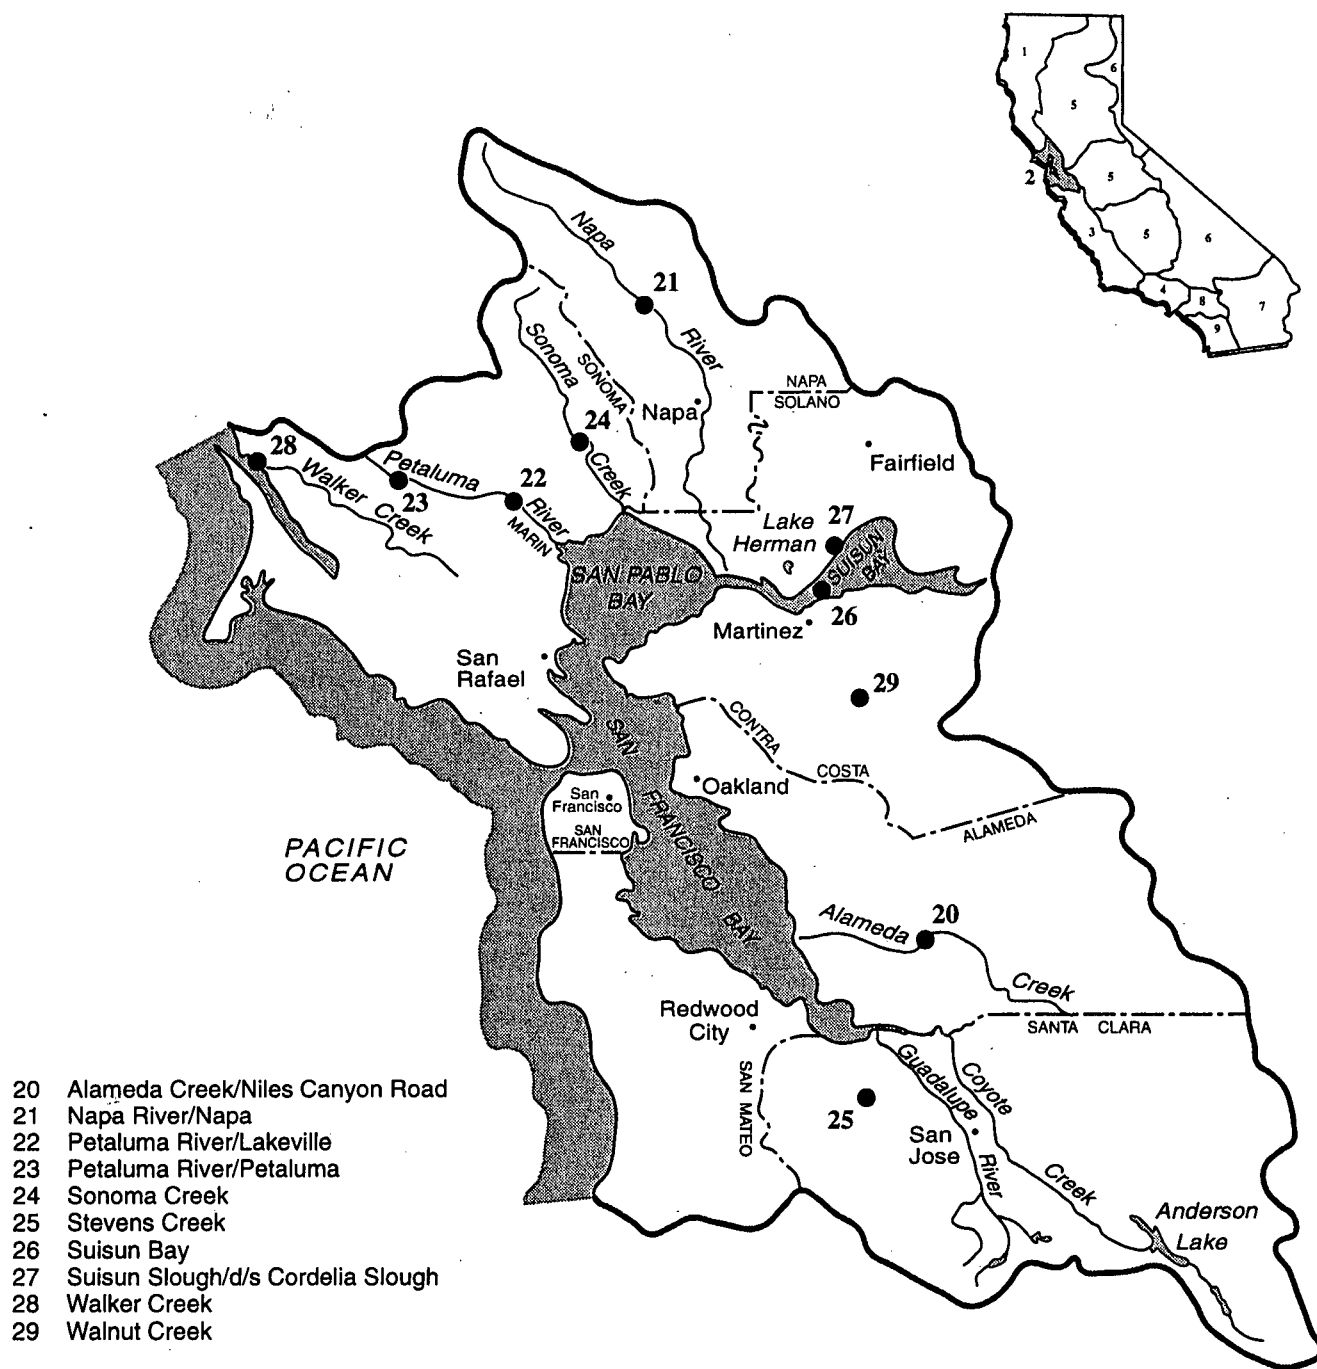 1
6
5
2
5
3
5
6
4
8
7
9
Napa
River
21
Sonoma
Creek
SONOMA
24
Napa
NAPA
SOLANO
Fairfield
28
Walker Creek
Petaluma
River
23
22
MARIN
Lake
Herman
27
SUISUN
BAY
SAN PABLO
BAY
26
Martinez
San
Rafael
29
CONTRA
COSTA
ALAMEDA
SAN
FRANCISCO
BAY
Oakland
San
Francisco
SAN
FRANCISCO
PACIFIC
OCEAN
Alameda
20
Creek
Redwood
City
SANTA CLARA
SAN MATEO
Guadalupe
River
Coyote
Creek
25
San
Jose
Anderson
Lake
20 Alameda Creek/Niles Canyon Road
21 Napa River/Napa
22 Petaluma River/Lakeville
23 Petaluma River/Petaluma
24 Sonoma Creek
25 Stevens Creek
26 Suisun Bay
27 Suisun Slough/d/s Cordelia Slough
28 Walker Creek
29 Walnut Creek